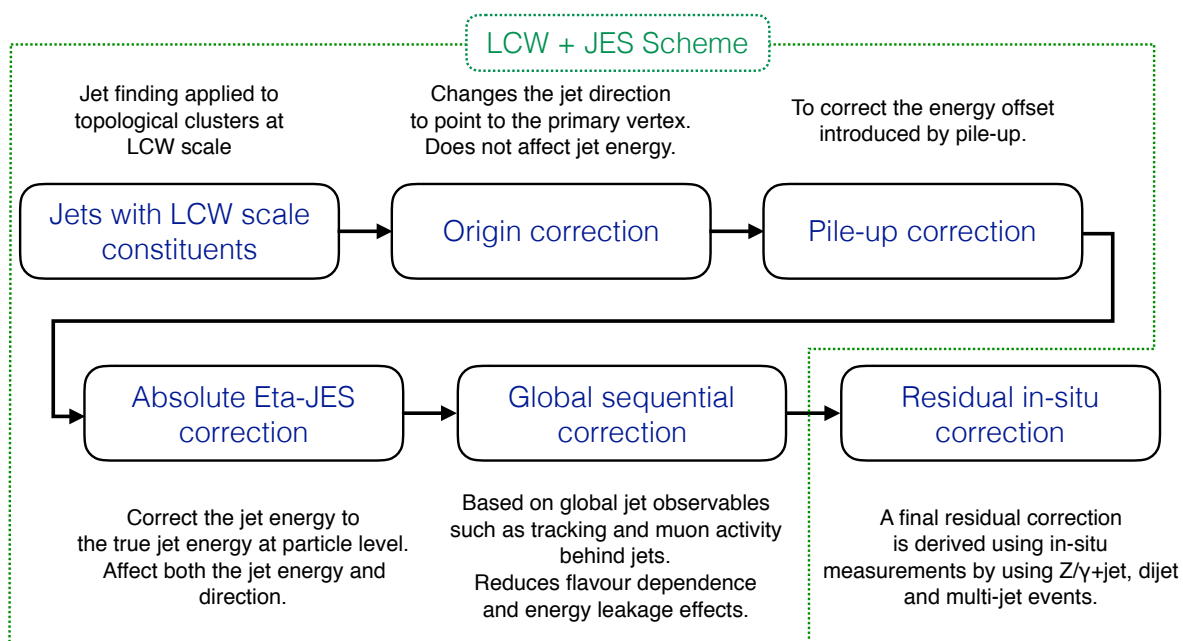 LCW + JES Scheme
Jet finding applied to
topological clusters at
LCW scale
Changes the jet direction
to point to the primary vertex.
Does not affect jet energy.
To correct the energy offset
introduced by pile-up.
Jets with LCW scale
constituents
Origin correction
Pile-up correction
Absolute Eta-JES
correction
Global sequential
correction
Residual in-situ
correction
Correct the jet energy to
the true jet energy at particle level.
Affect both the jet energy and
direction.
Based on global jet observables
such as tracking and muon activity
behind jets.
Reduces flavour dependence
and energy leakage effects.
A final residual correction
is derived using in-situ
measurements by using Z/γ+jet, dijet
and multi-jet events.